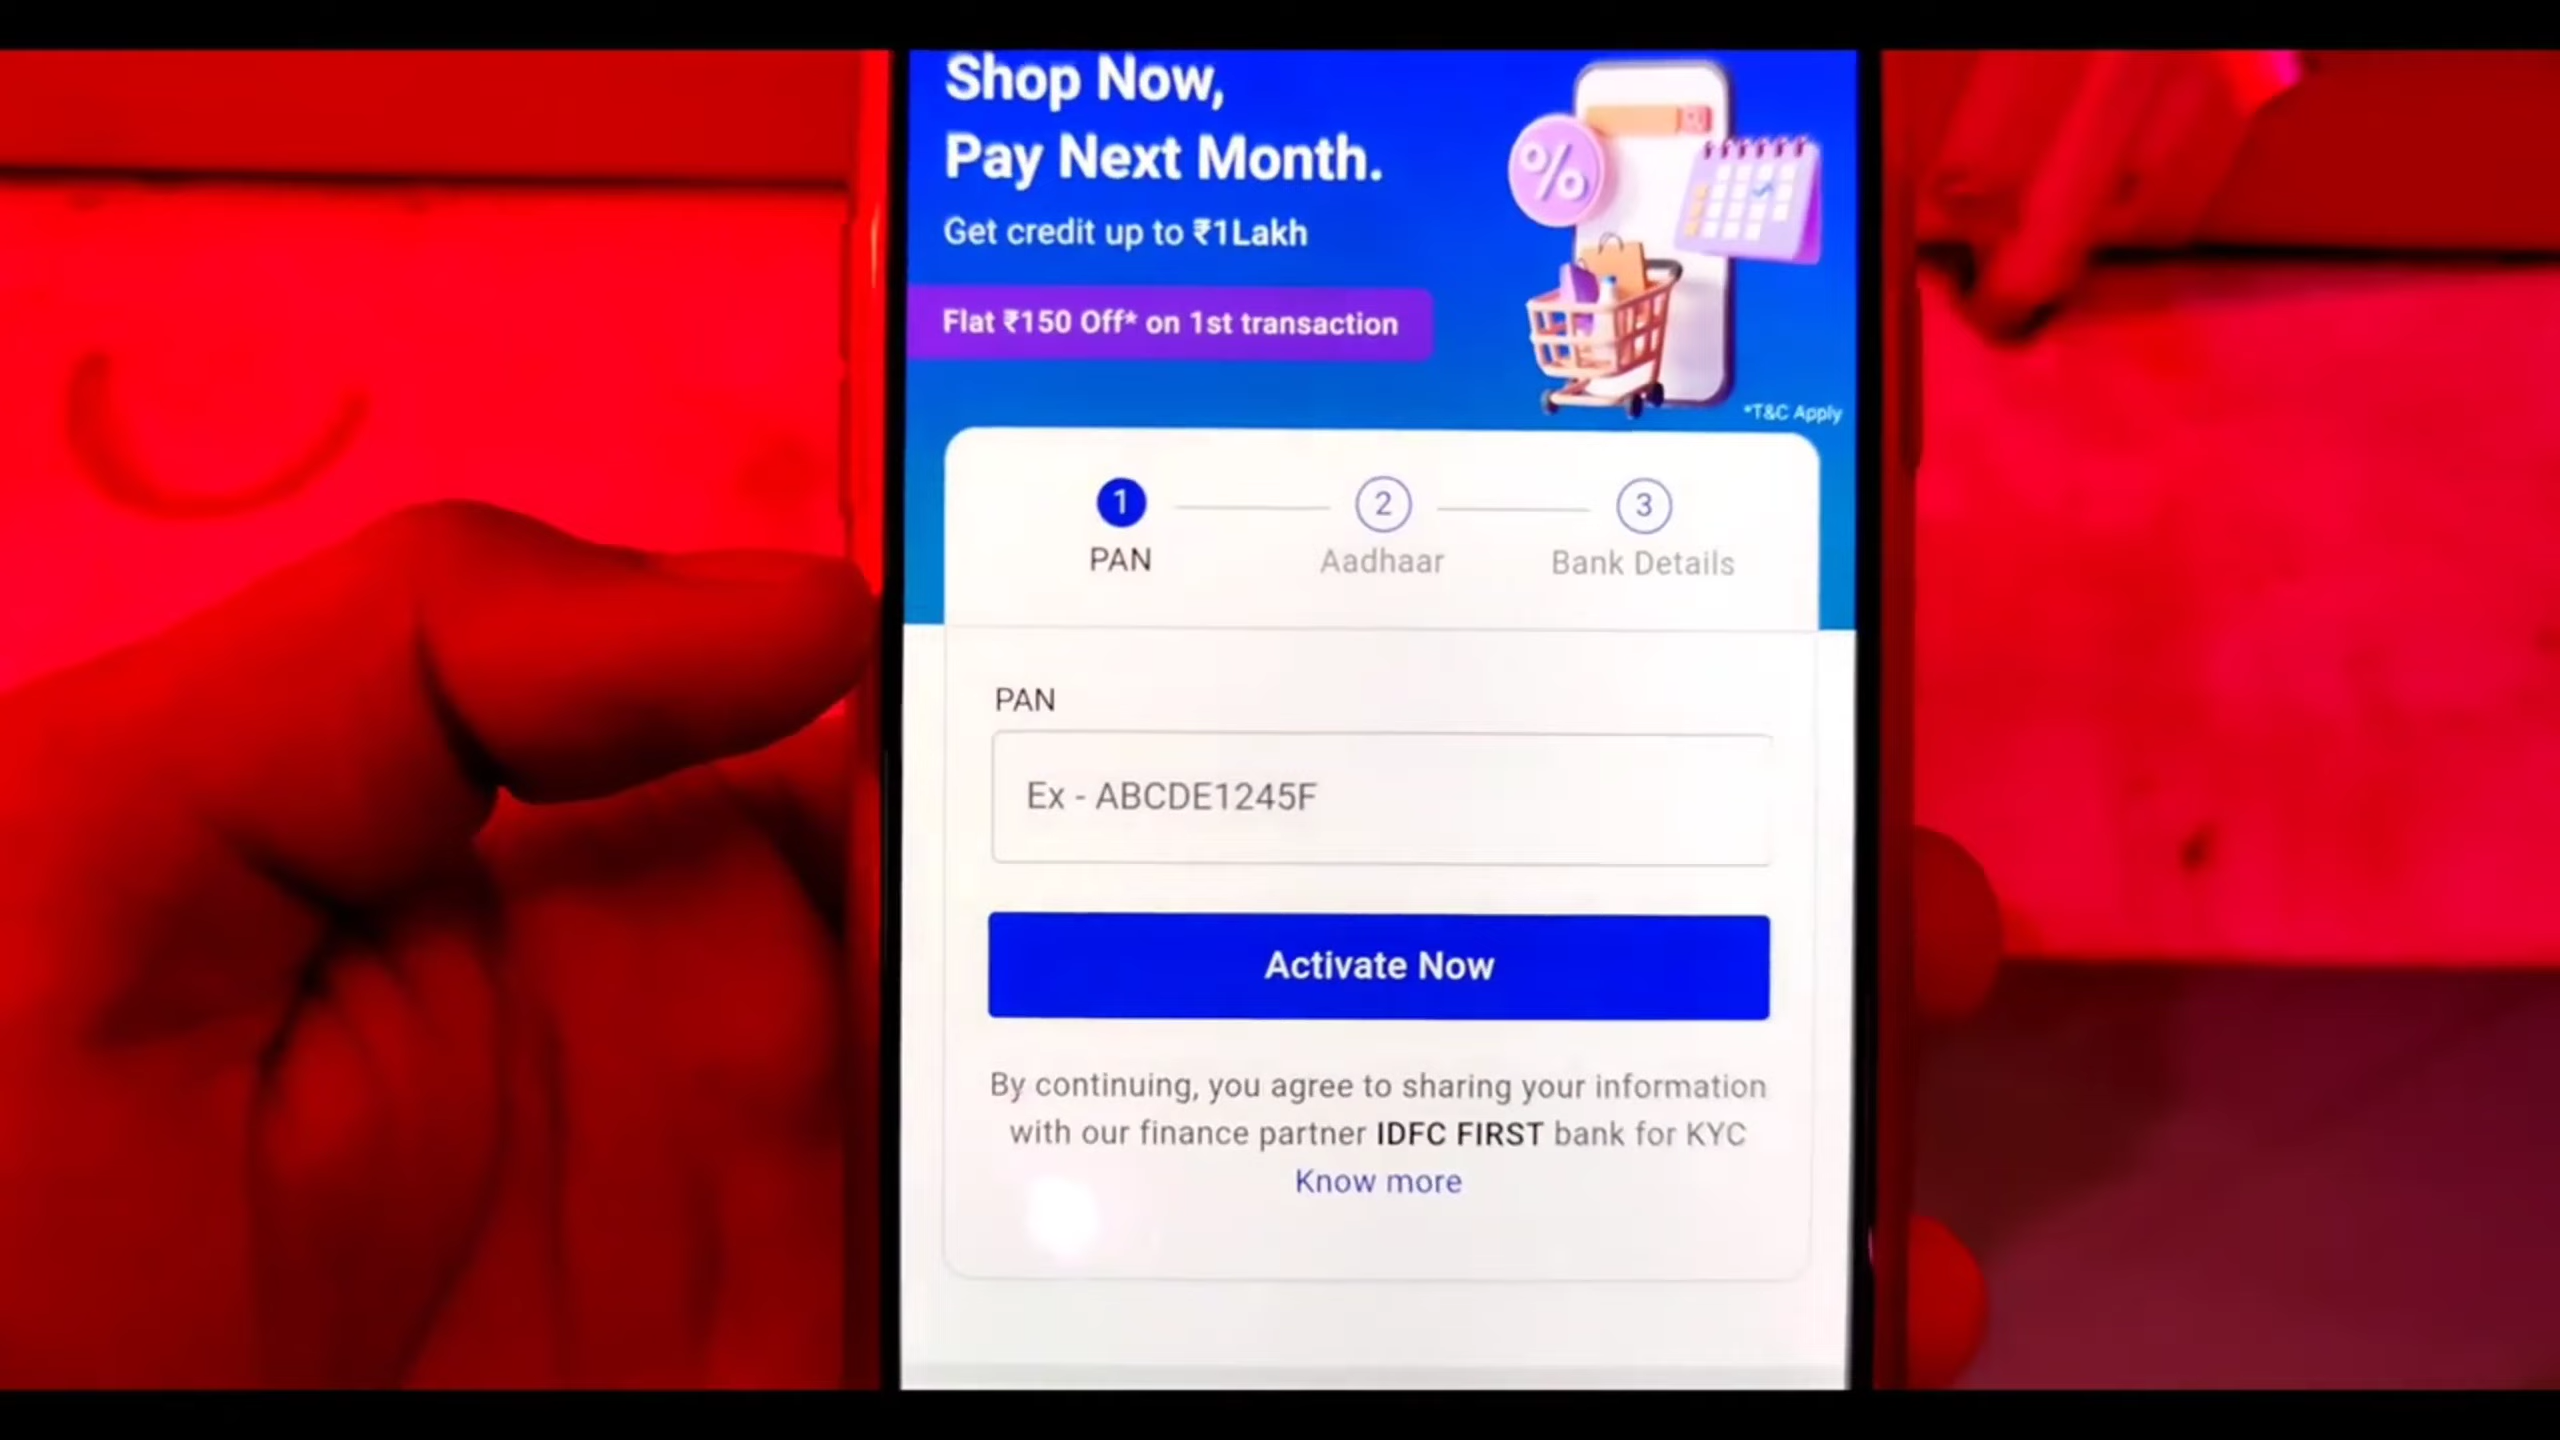 Shop Now,
Pay Next Month.
Get credit up to ₹1Lakh
Flat ₹150 Off* on 1st transaction
*T&C Apply
1
2
3
PAN
Aadhaar
Bank Details
PAN
Ex - ABCDE1245F
Activate Now
By continuing, you agree to sharing your information
with our finance partner IDFC FIRST bank for KYC
Know more